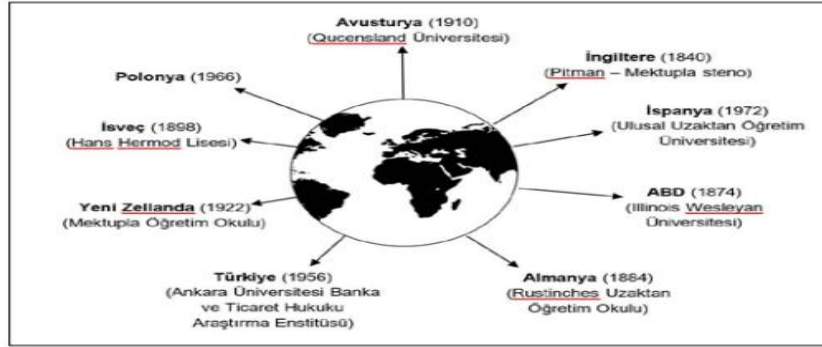 Avusturya (1910)
(Qucensland Üniversitesi)
İngiltere (1840)
(Pitman – Mektupla steno)
Polonya (1966)
İspanya (1972)
(Ulusal Uzaktan Öğretim
Üniversitesi)
İsveç (1898)
(Hans Hermod Lisesi)
ABD (1874)
(Illinois Wesleyan
Üniversitesi)
Yeni Zellanda (1922)
(Mektupla Öğretim Okulu)
Türkiye (1956)
(Ankara Üniversitesi Banka
ve Ticaret Hukuku
Araştırma Enstitüsü)
Almanya (1884)
(Rustinches Uzaktan
Öğretim Okulu)